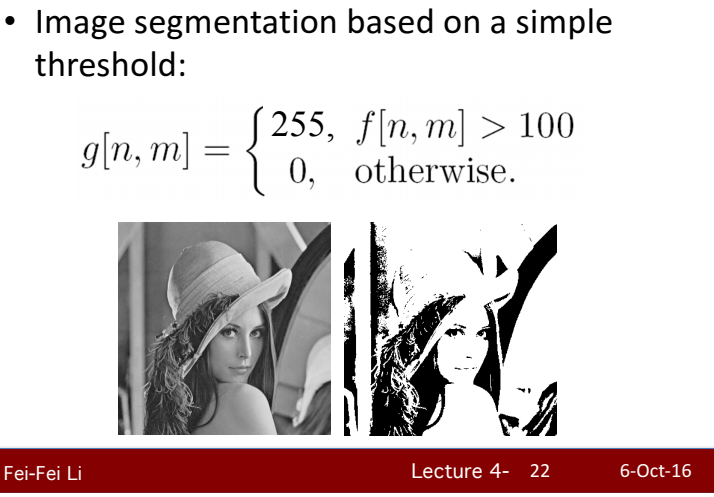 • Image segmentation based on a simple
threshold:
g[n, m] = { 255, f[n, m] > 100
0, otherwise.
Fei-Fei Li Lecture 4- 22 6-Oct-16